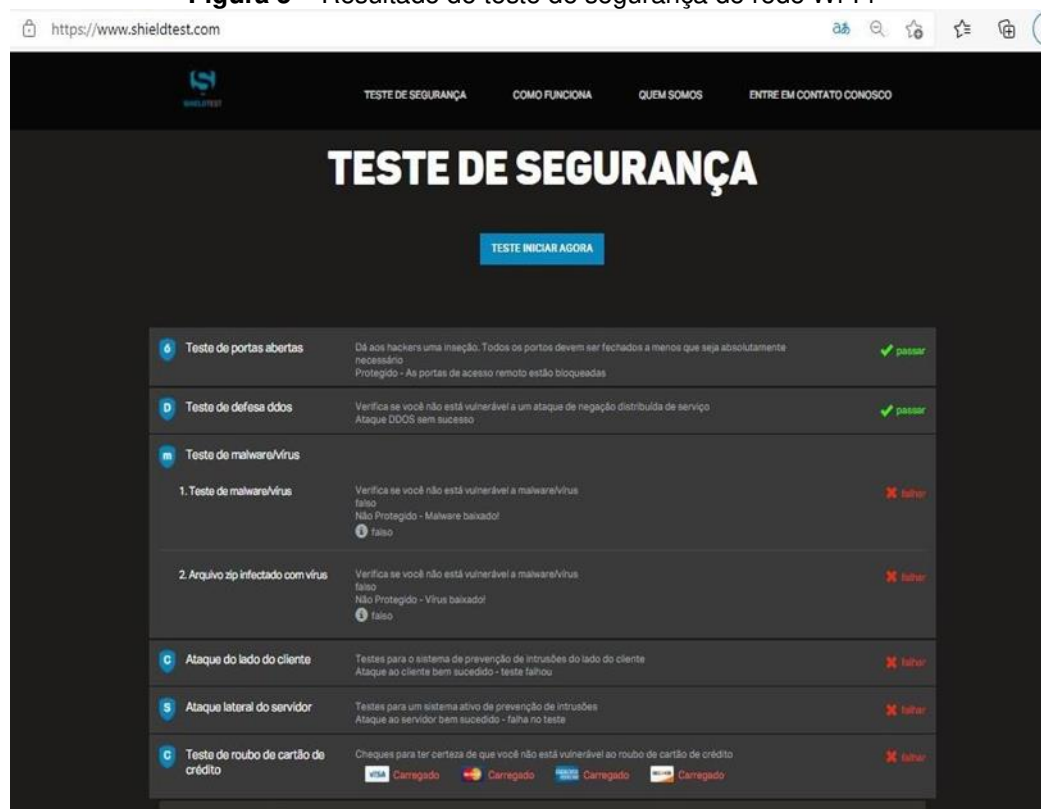 https://www.shieldtest.com
SHIELDTEST
TESTE DE SEGURANÇA COMO FUNCIONA QUEM SOMOS ENTRE EM CONTATO CONOSCO
TESTE DE SEGURANÇA
TESTE INICIAR AGORA
Teste de portas abertas
Dá aos hackers uma inseção. Todos os portos devem ser fechados a menos que seja absolutamente
necessário
Protegido - As portas de acesso remoto estão bloqueadas
passar
D Teste de defesa ddos
Verifica se você não está vulnerável a um ataque de negação distribuída de serviço
Ataque DDOS sem sucesso
passar
m Teste de malware/vírus
1. Teste de malware/vírus
Verifica se você não está vulnerável a malware/vírus
falso
Não Protegido - Malware baixado!
falso
falhar
2. Arquivo zip infectado com vírus
Verifica se você não está vulnerável a malware/vírus
falso
Não Protegido - Vírus baixado!
falso
falhar
C Ataque do lado do cliente
Testes para o sistema de prevenção de intrusões do lado do cliente
Ataque ao cliente bem sucedido - teste falhou
falhar
S Ataque lateral do servidor
Testes para um sistema ativo de prevenção de intrusões
Ataque ao servidor bem sucedido - falha no teste
falhar
C Teste de roubo de cartão de
crédito
Cheques para ter certeza de que você não está vulnerável ao roubo de cartão de crédito
VISA Carregado Carregado Carregado Carregado
falhar